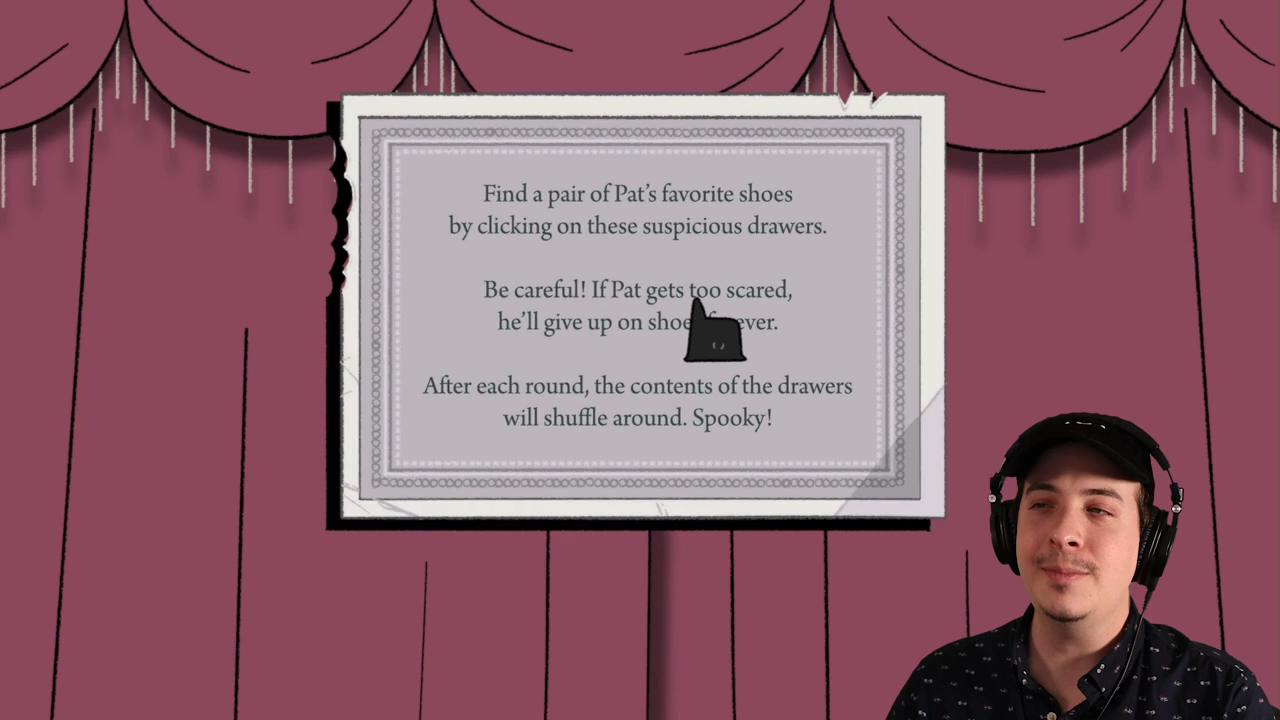 Find a pair of Pat's favorite shoes
by clicking on these suspicious drawers.
Be careful! If Pat gets too scared,
he'll give up on
After each round, the contents of the drawers
will shuffle around. Spooky!